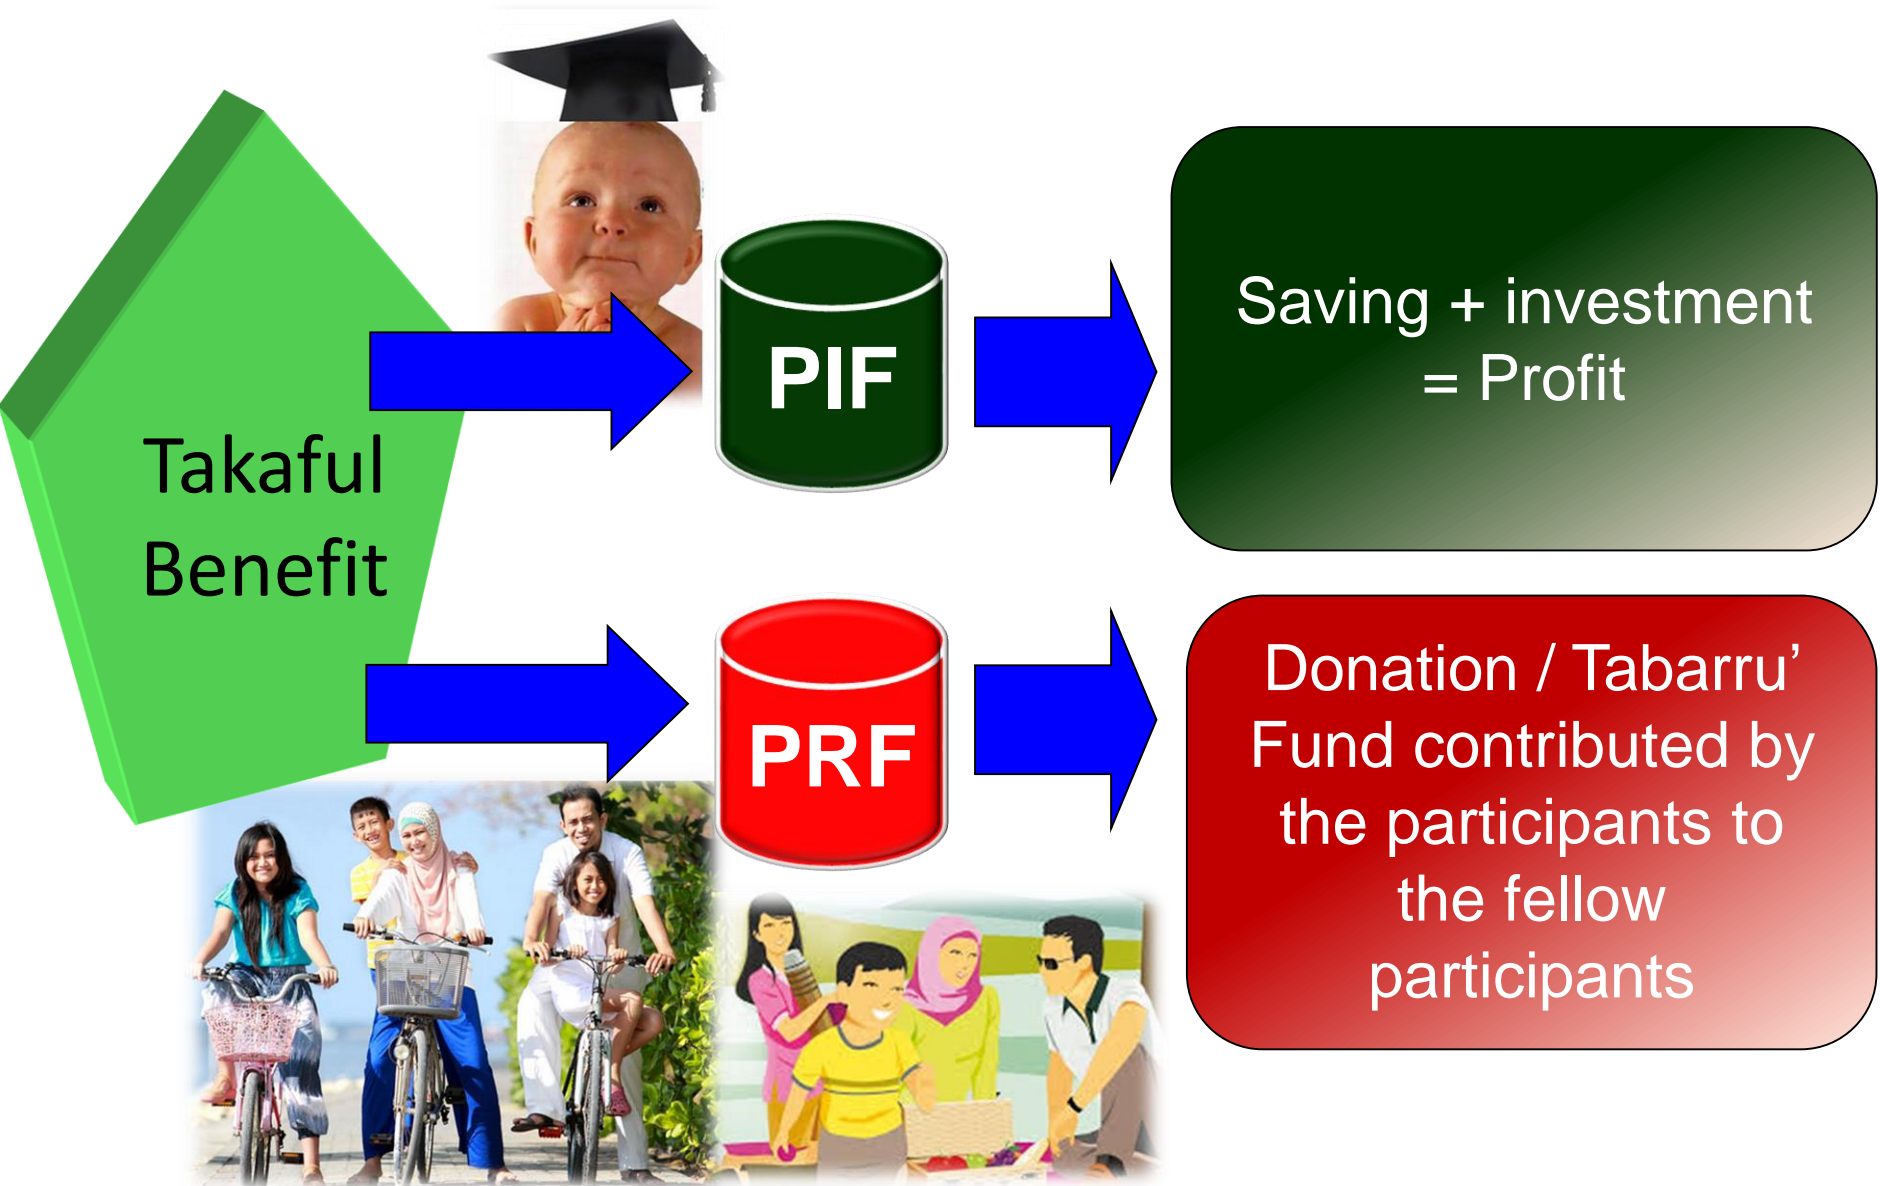 Takaful
Benefit
PIF
Saving + investment
= Profit
PRF
Donation / Tabarru’
Fund contributed by
the participants to
the fellow
participants